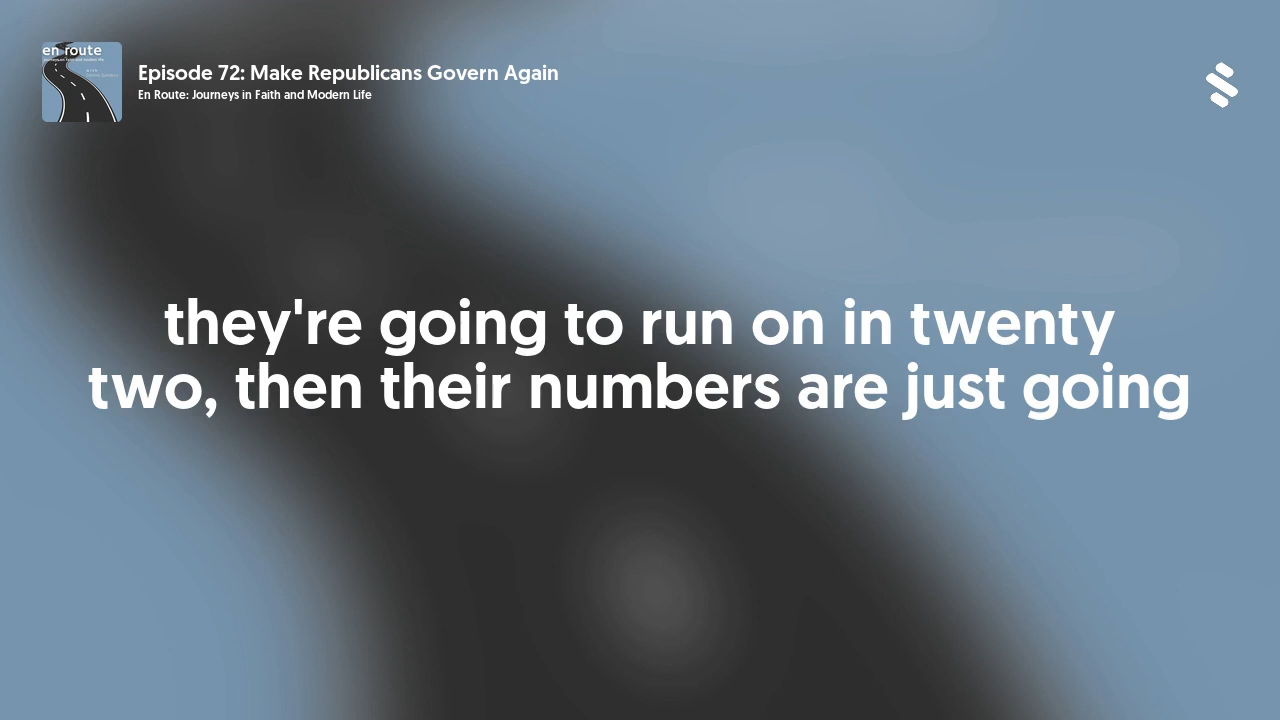 en route
Episode 72: Make Republicans Govern Again
En Route: Journeys in Faith and Modern Life
they're going to run on in twenty
two, then their numbers are just going